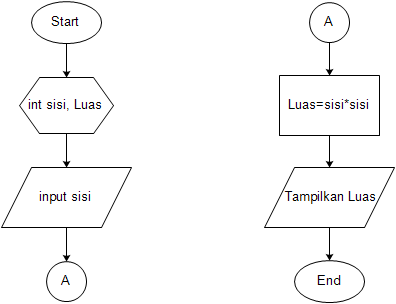 Start
int sisi, Luas
input sisi
A
A
Luas=sisi*sisi
Tampilkan Luas
End